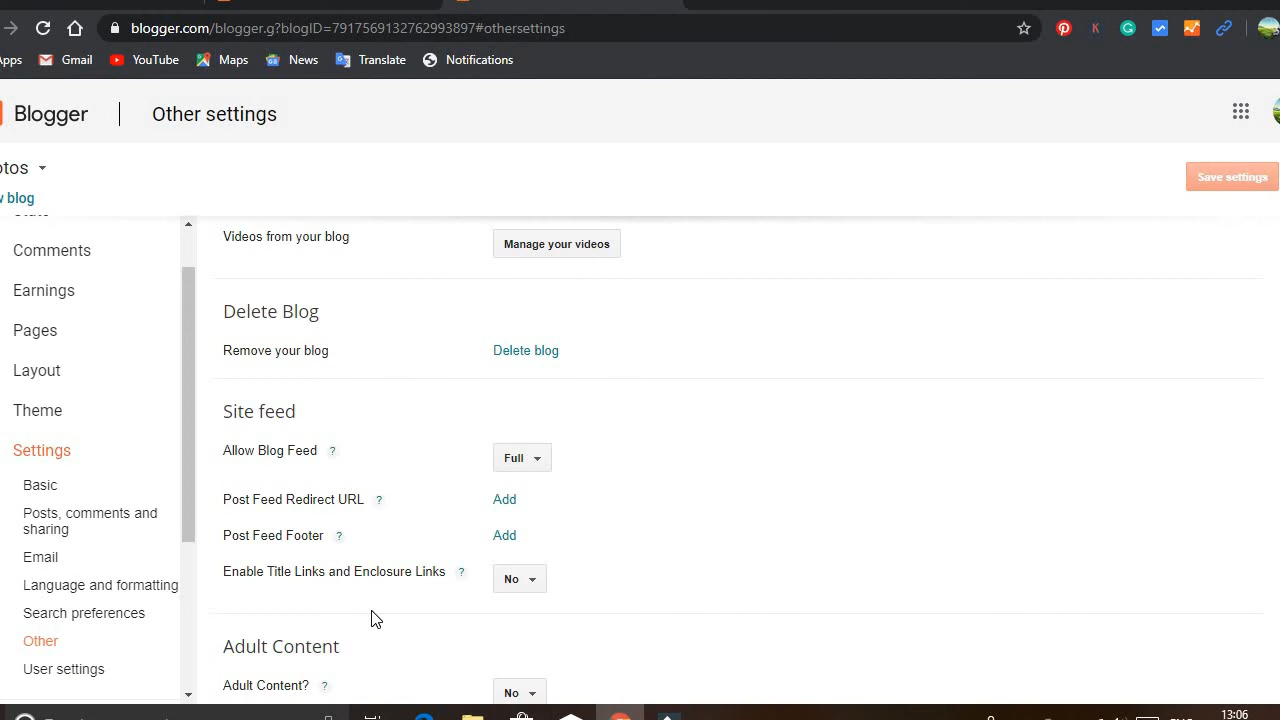 blogger.com/blogger.g?blogID=7917569132762993897#othersettings
K
G
Apps
Gmail
YouTube
Maps
News
Translate
Notifications
Blogger
Other settings
otos
w blog
Save settings
Comments
Earnings
Pages
Layout
Theme
Settings
Basic
Posts, comments and
sharing
Email
Language and formatting
Search preferences
Other
User settings
Videos from your blog
Manage your videos
Delete Blog
Remove your blog
Delete blog
Site feed
Allow Blog Feed ?
Full
Post Feed Redirect URL ?
Add
Post Feed Footer ?
Add
Enable Title Links and Enclosure Links ?
No
Adult Content
Adult Content? ?
No
13:06